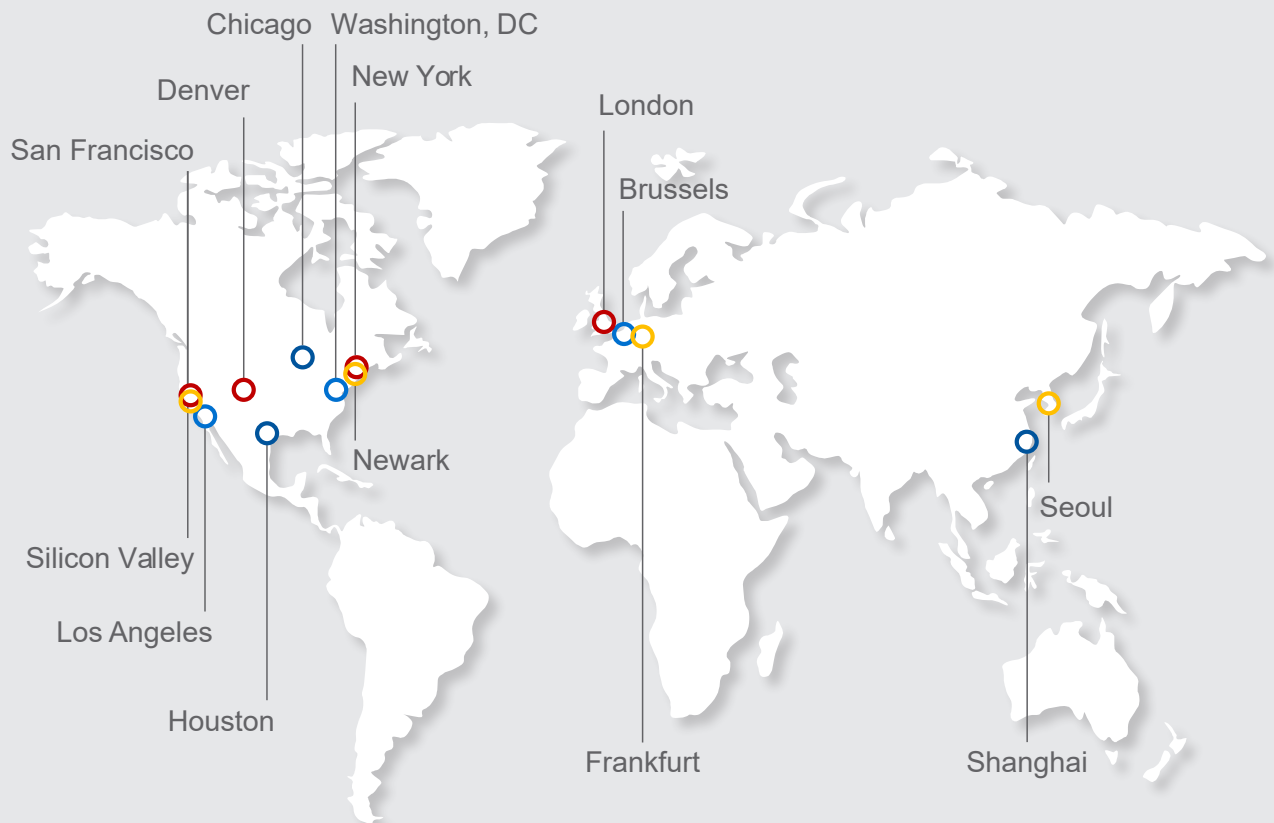 Chicago
Washington, DC
New York
Denver
London
San Francisco
Brussels
Newark
Seoul
Silicon Valley
Los Angeles
Houston
Frankfurt
Shanghai